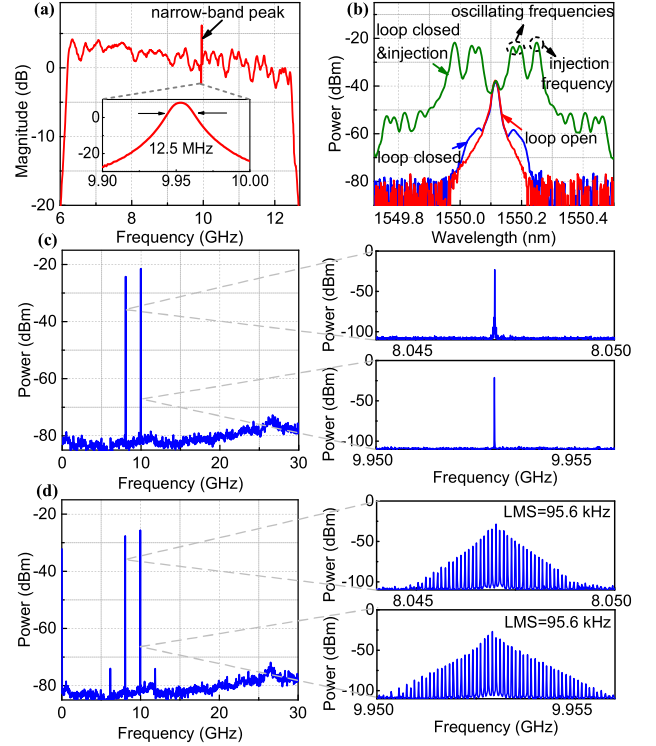 (a)
narrow-band peak
Magnitude (dB)
0
-10
-20
6
8
10
12
Frequency (GHz)
0
-20
12.5 MHz
9.90
9.95
10.00
(b)
oscillating frequencies
loop closed
&injection
injection
frequency
loop open
loop closed
Power (dBm)
-20
-40
-60
-80
1549.8
1550.0
1550.2
1550.4
Wavelength (nm)
(c)
Power (dBm)
-20
-40
-60
-80
0
10
20
30
Frequency (GHz)
Power (dBm)
0
-50
-100
8.045
8.050
Power (dBm)
0
-50
-100
9.950
9.955
Frequency (GHz)
(d)
Power (dBm)
-20
-40
-60
-80
0
10
20
30
Frequency (GHz)
Power (dBm)
0
-50
-100
LMS=95.6 kHz
8.045
8.050
Power (dBm)
0
-50
-100
LMS=95.6 kHz
9.950
9.955
Frequency (GHz)